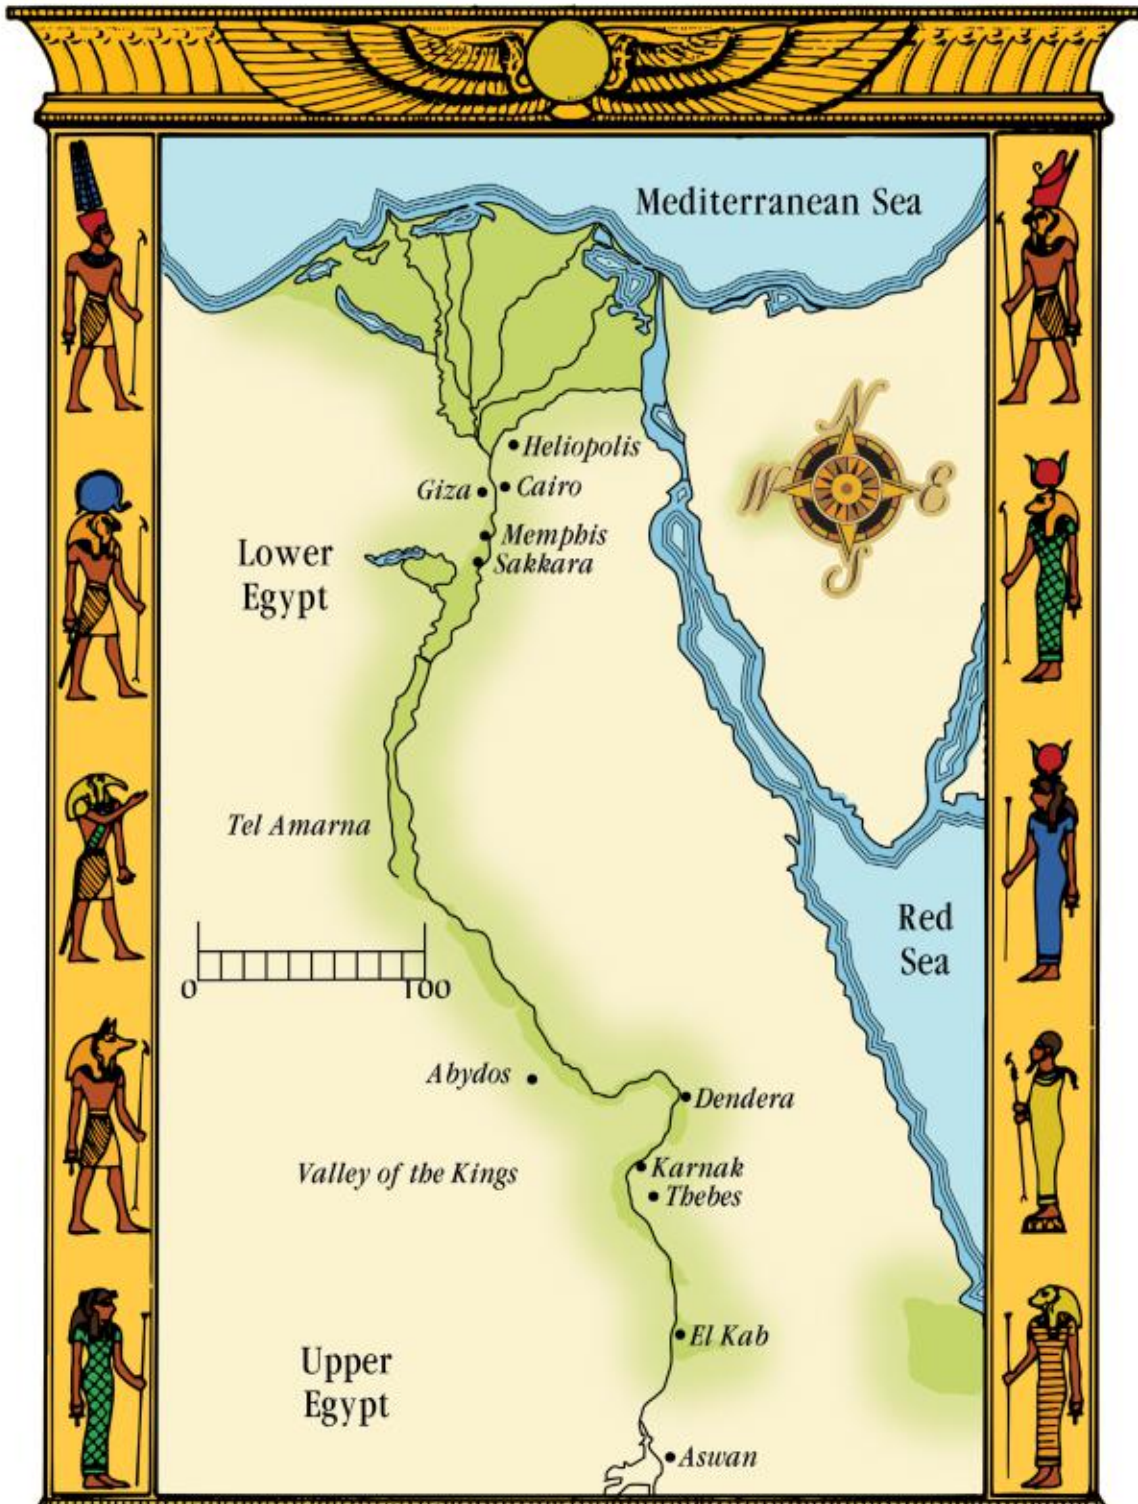 Mediterranean Sea
N
Heliopolis
Giza
Cairo
W
E
Memphis
Sakkara
S
Lower
Egypt
Tel Amarna
Red
Sea
0
100
Abydos
Dendera
Valley of the Kings
Karnak
Thebes
El Kab
Upper
Egypt
Aswan